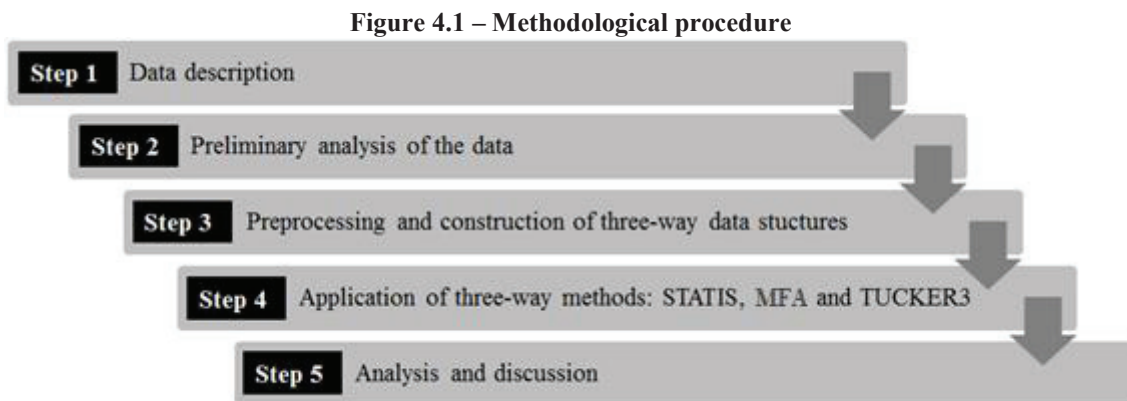 Figure 4.1 – Methodological procedure
Step 1 Data description
Step 2 Preliminary analysis of the data
Step 3 Preprocessing and construction of three-way data stuctures
Step 4 Application of three-way methods: STATIS, MFA and TUCKER3
Step 5 Analysis and discussion